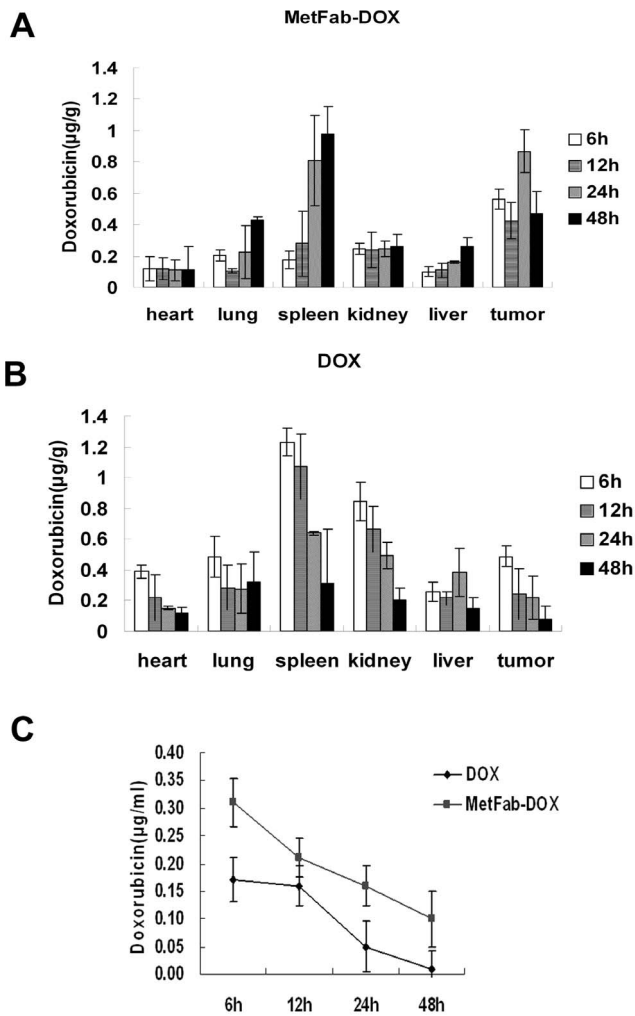 A
MetFab-DOX
Doxorubicin(µg/g)
1.4
1.2
1
0.8
0.6
0.4
0.2
0
heart lung spleen kidney liver tumor
6h
12h
24h
48h
B
DOX
Doxorubicin(µg/g)
1.4
1.2
1
0.8
0.6
0.4
0.2
0
heart lung spleen kidney liver tumor
6h
12h
24h
48h
C
Doxorubicin(µg/ml)
0.40
0.35
0.30
0.25
0.20
0.15
0.10
0.05
0.00
6h 12h 24h 48h
DOX
MetFab-DOX